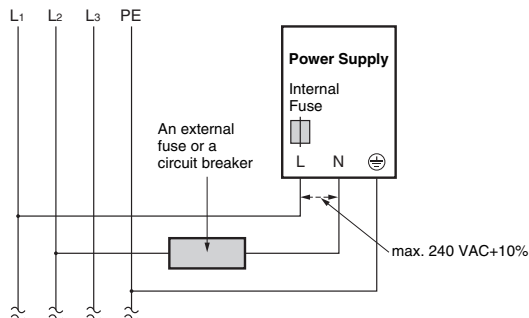 L1 L2 L3 PE
Power Supply
Internal
Fuse
An external
fuse or a
circuit breaker
L N
max. 240 VAC+10%